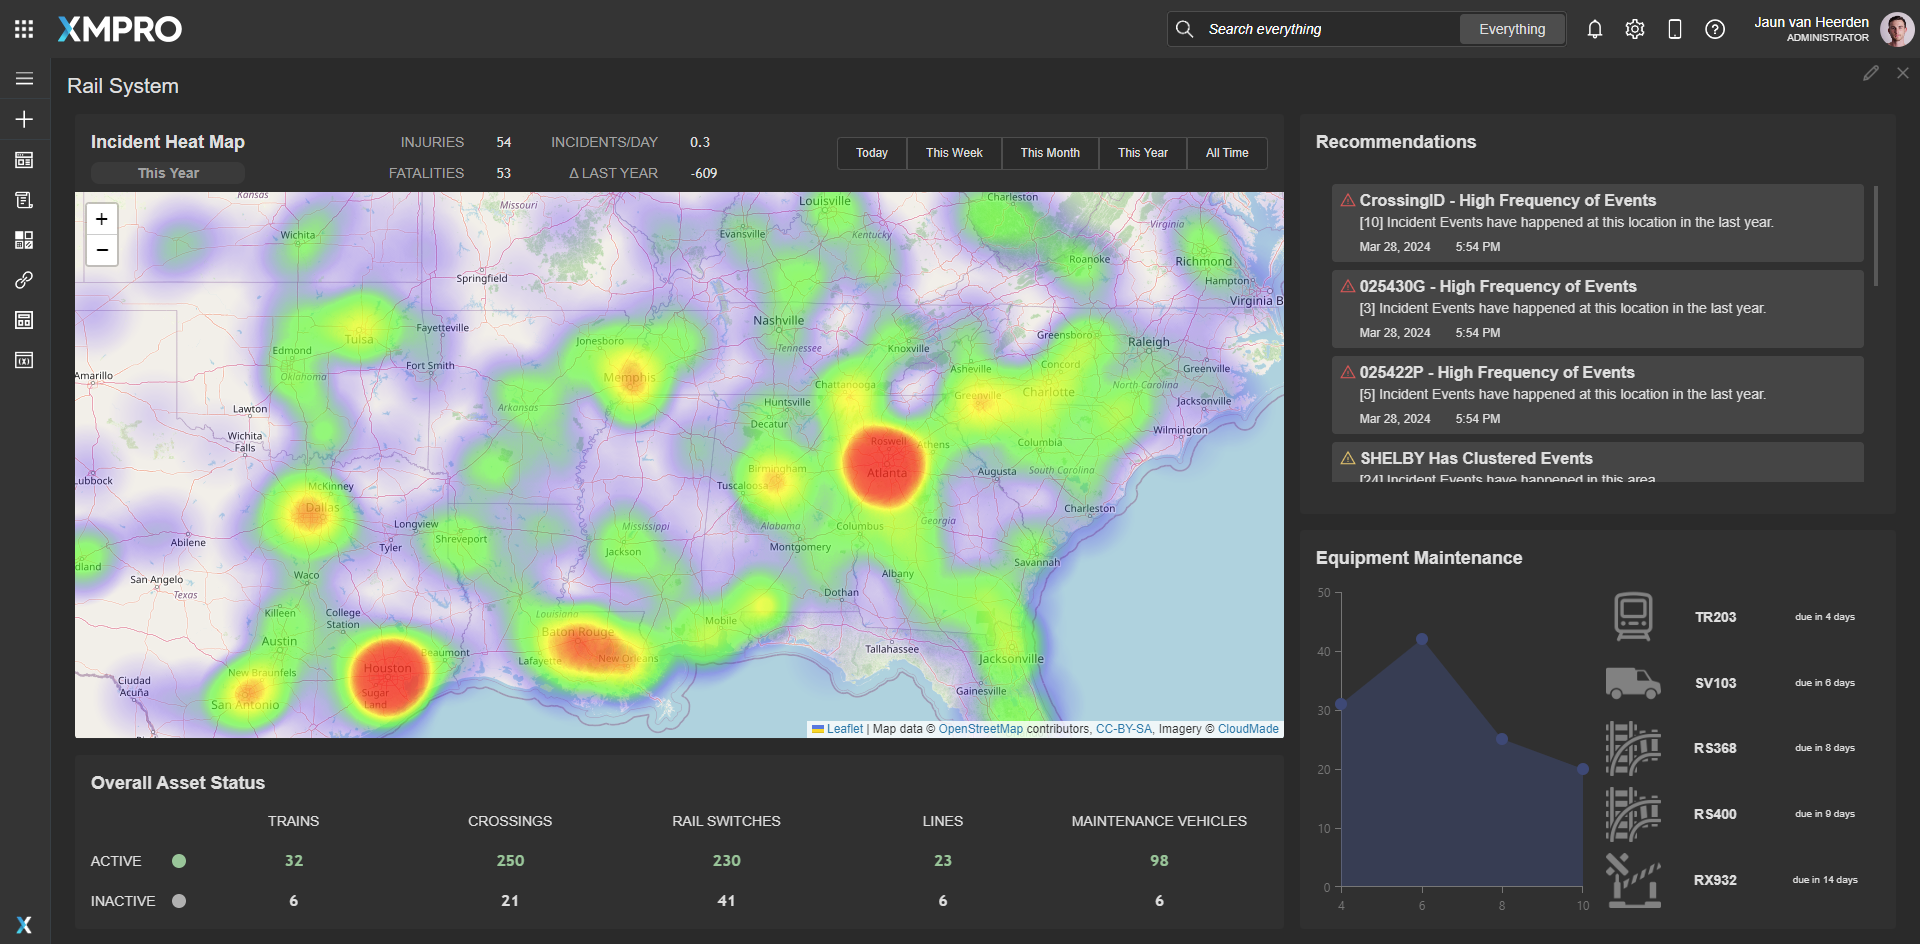 XMPRO
Search everything
Everything
Jaun van Heerden
ADMINISTRATOR
Rail System
Incident Heat Map
This Year
INJURIES 54 INCIDENTS/DAY 0.3
FATALITIES 53 Δ LAST YEAR -609
Today This Week This Month This Year All Time
+
−
Kansas
Missouri
Louisville
Charleston
Wichita
Evansville
Kentucky
Virginia
Springfield
Roanoke
Richmond
Hampton
Virginia B
Nashville
Tulsa
Fayetteville
Jonesboro
Tennessee
Knoxville
Greensboro
Raleigh
Edmond
Fort Smith
Amarillo
Oklahoma
Memphis
Chattanooga
Asheville
Concord
Greenville
North Carolina
Greenville
Charlotte
Lawton
Arkansas
Huntsville
Jacksonville
Decatur
Wilmington
Wichita
Falls
Roswell
Athens
Columbia
Lubbock
McKinney
Birmingham
Atlanta
Augusta
South Carolina
Tuscaloosa
Dallas
Charleston
Longview
Mississippi
Alabama
Columbus
Georgia
Abilene
Tyler
Shreveport
Jackson
Montgomery
Savannah
dland
San Angelo
Waco
Albany
Texas
Dothan
Killeen
College
Station
Louisiana
Mobile
Austin
Baton Rouge
Beaumont
Lafayette
New Orleans
Tallahassee
Jacksonville
Houston
New Braunfels
Ciudad
Acuña
Sugar
Land
San Antonio
Gainesville
Leaflet | Map data © OpenStreetMap contributors, CC-BY-SA, Imagery © CloudMade
Overall Asset Status
TRAINS CROSSINGS RAIL SWITCHES LINES MAINTENANCE VEHICLES
ACTIVE 32 250 230 23 98
INACTIVE 6 21 41 6 6
Recommendations
CrossingID - High Frequency of Events
[10] Incident Events have happened at this location in the last year.
Mar 28, 2024 5:54 PM
025430G - High Frequency of Events
[3] Incident Events have happened at this location in the last year.
Mar 28, 2024 5:54 PM
025422P - High Frequency of Events
[5] Incident Events have happened at this location in the last year.
Mar 28, 2024 5:54 PM
SHELBY Has Clustered Events
[24] Incident Events have happened in this area
Equipment Maintenance
50
40
30
20
10
0
4 6 8 10
TR203 due in 4 days
SV103 due in 6 days
RS368 due in 8 days
RS400 due in 9 days
RX932 due in 14 days
X